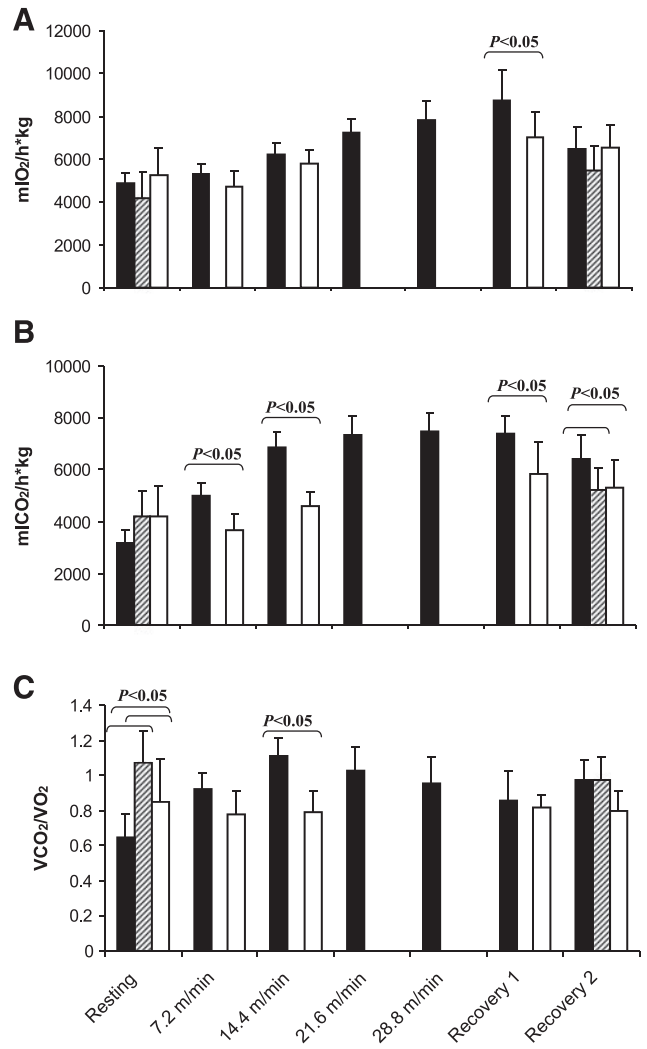 A
12000
10000
8000
6000
4000
2000
0
mlO2/h*kg
P<0.05
B
10000
8000
6000
4000
2000
0
mlCO2/h*kg
P<0.05
P<0.05
P<0.05
P<0.05
C
1.4
1.2
1
0.8
0.6
0.4
0.2
0
VCO2/VO2
P<0.05
P<0.05
Resting
7.2 m/min
14.4 m/min
21.6 m/min
28.8 m/min
Recovery 1
Recovery 2